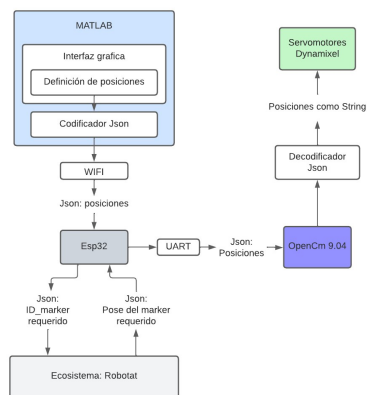 MATLAB
Interfaz grafica
Definición de posiciones
Codificador Json
WIFI
Json: posiciones
Esp32
UART
Json:
Posiciones
OpenCm 9.04
Decodificador
Json
Posiciones como String
Servomotores
Dynamixel
Json:
ID_marker
requerido
Json:
Pose del marker
requerido
Ecosistema: Robotat